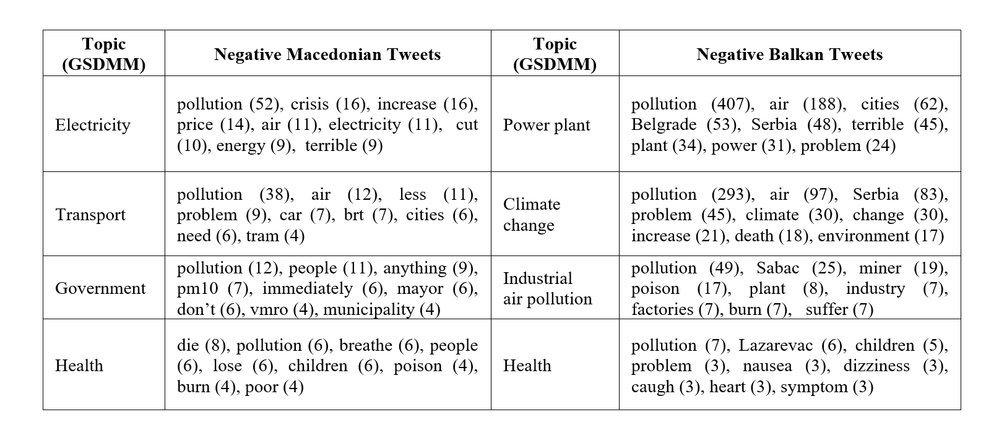 Topic
(GSDMM)
Negative Macedonian Tweets
Topic
(GSDMM)
Negative Balkan Tweets
Electricity
pollution (52), crisis (16), increase (16),
price (14), air (11), electricity (11), cut
(10), energy (9), terrible (9)
Power plant
pollution (407), air (188), cities (62),
Belgrade (53), Serbia (48), terrible (45),
plant (34), power (31), problem (24)
Transport
pollution (38), air (12), less (11),
problem (9), car (7), brt (7), cities (6),
need (6), tram (4)
Climate
change
pollution (293), air (97), Serbia (83),
problem (45), climate (30), change (30),
increase (21), death (18), environment (17)
Government
pollution (12), people (11), anything (9),
pm10 (7), immediately (6), mayor (6),
don’t (6), vmro (4), municipality (4)
Industrial
air pollution
pollution (49), Sabac (25), miner (19),
poison (17), plant (8), industry (7),
factories (7), burn (7), suffer (7)
Health
die (8), pollution (6), breathe (6), people
(6), lose (6), children (6), poison (4),
burn (4), poor (4)
Health
pollution (7), Lazarevac (6), children (5),
problem (3), nausea (3), dizziness (3),
caugh (3), heart (3), symptom (3)